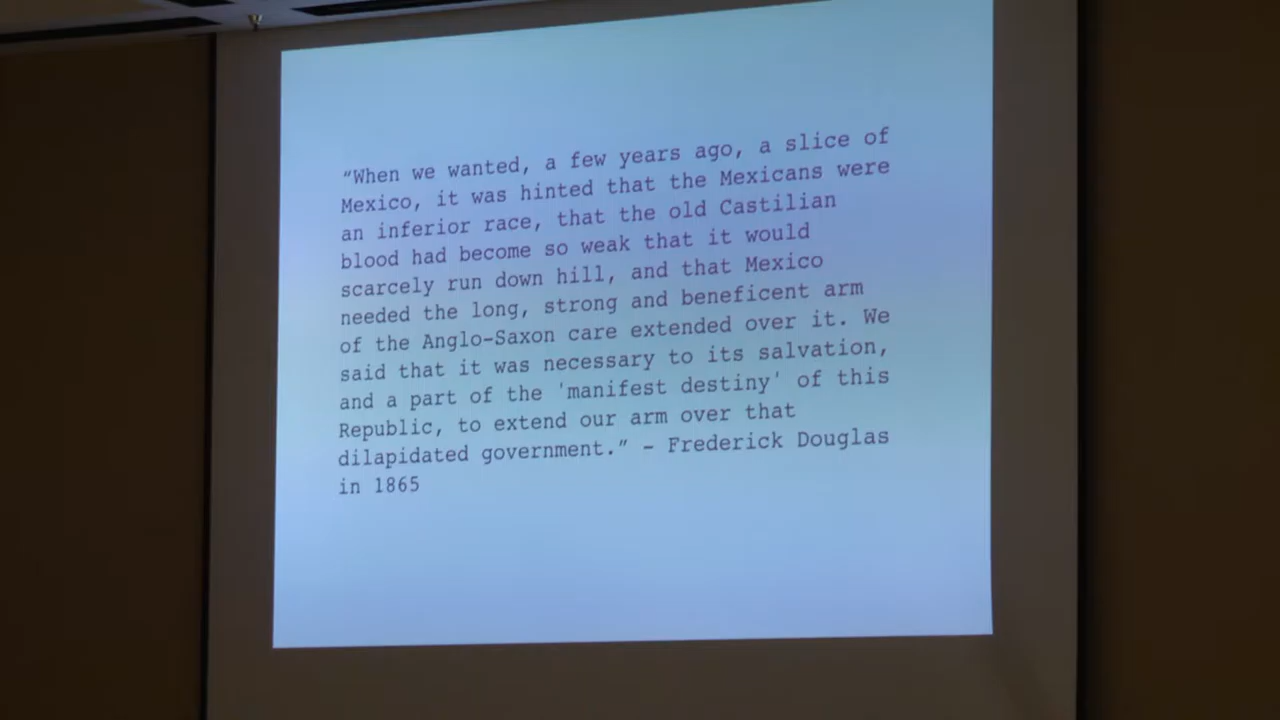 “When we wanted, a few years ago, a slice of
Mexico, it was hinted that the Mexicans were
an inferior race, that the old Castilian
blood had become so weak that it would
scarcely run down hill, and that Mexico
needed the long, strong and beneficent arm
of the Anglo-Saxon care extended over it. We
said that it was necessary to its salvation,
and a part of the 'manifest destiny' of this
Republic, to extend our arm over that
dilapidated government.” – Frederick Douglas
in 1865